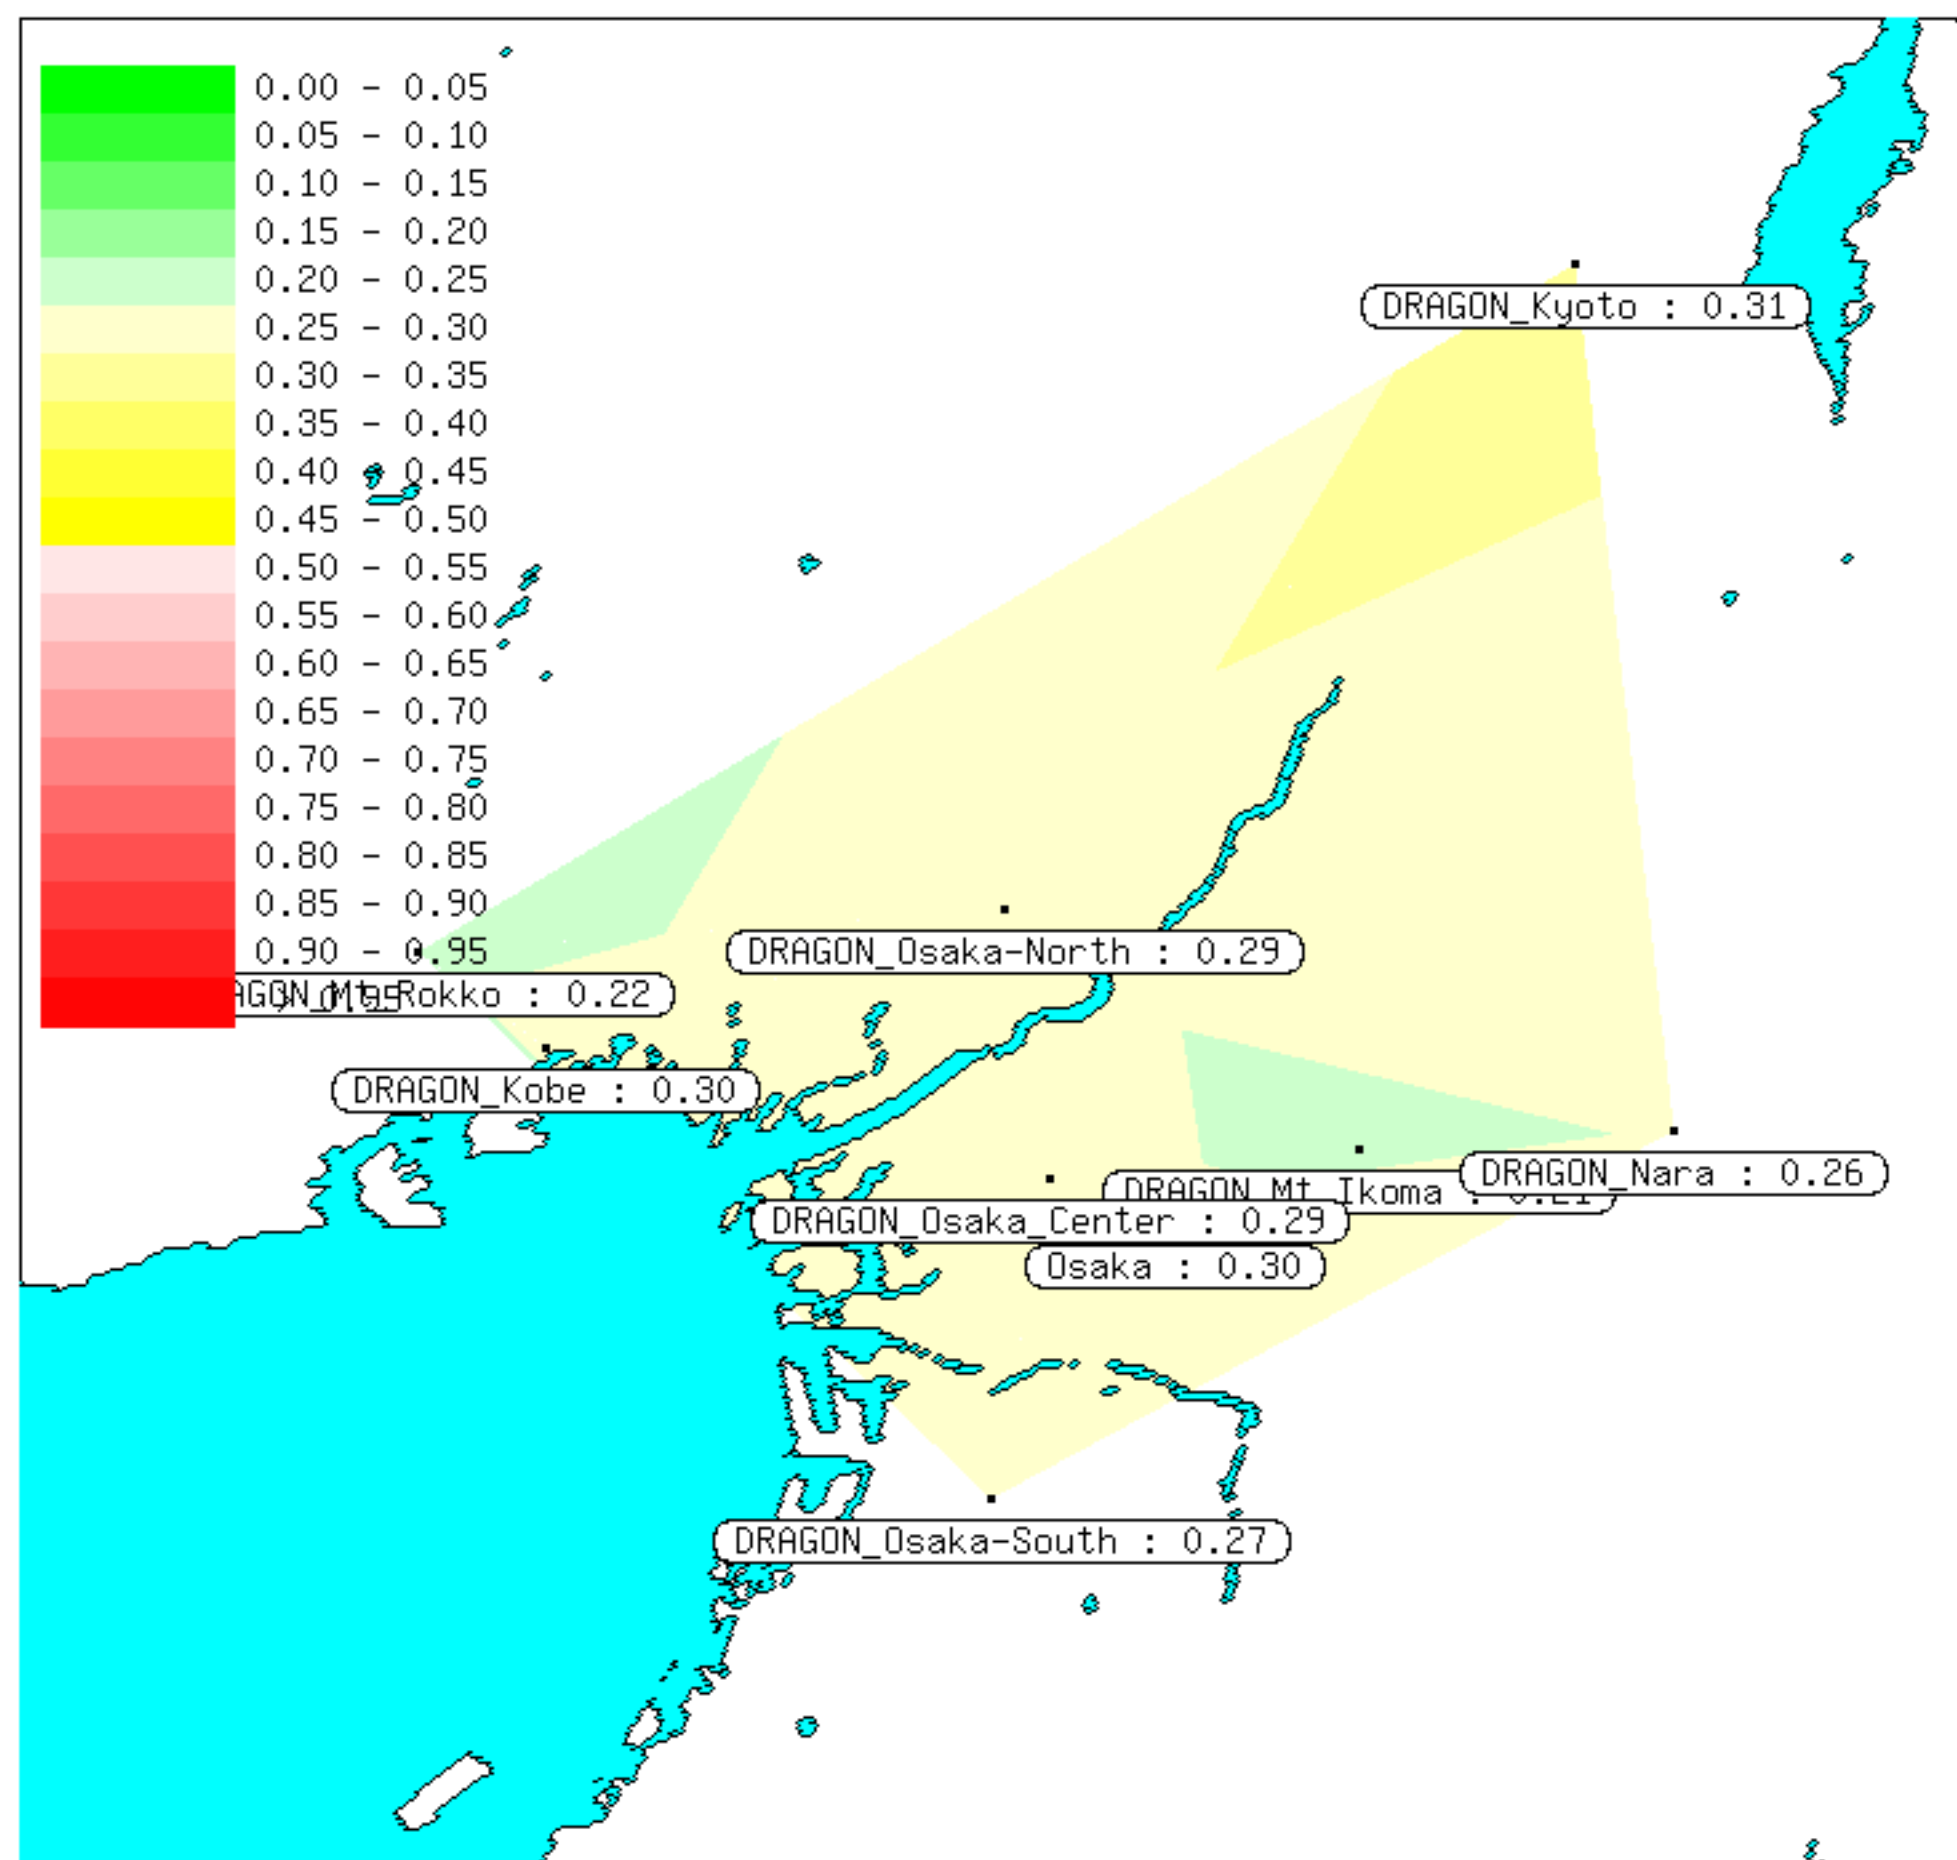 0.00 - 0.05
0.05 - 0.10
0.10 - 0.15
0.15 - 0.20
0.20 - 0.25
0.25 - 0.30
DRAGON_Kyoto : 0.31
0.30 - 0.35
0.35 - 0.40
0.40 - 0.45
0.45 - 0.50
0.50 - 0.55
0.55 - 0.60
0.60 - 0.65
0.65 - 0.70
0.70 - 0.75
0.75 - 0.80
0.80 - 0.85
0.85 - 0.90
0.90 - 0.95
DRAGON_Osaka-North : 0.29
> 0.95
AGON_Mt_Rokko : 0.22
DRAGON_Kobe : 0.30
DRAGON_Nara : 0.26
DRAGON_Mt_Ikoma : 0.21
DRAGON_Osaka_Center : 0.29
Osaka : 0.30
DRAGON_Osaka-South : 0.27